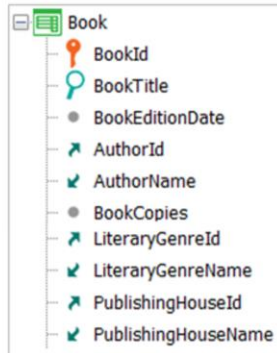 Book
BookId
BookTitle
BookEditionDate
AuthorId
AuthorName
BookCopies
LiteraryGenreId
LiteraryGenreName
PublishingHouseId
PublishingHouseName